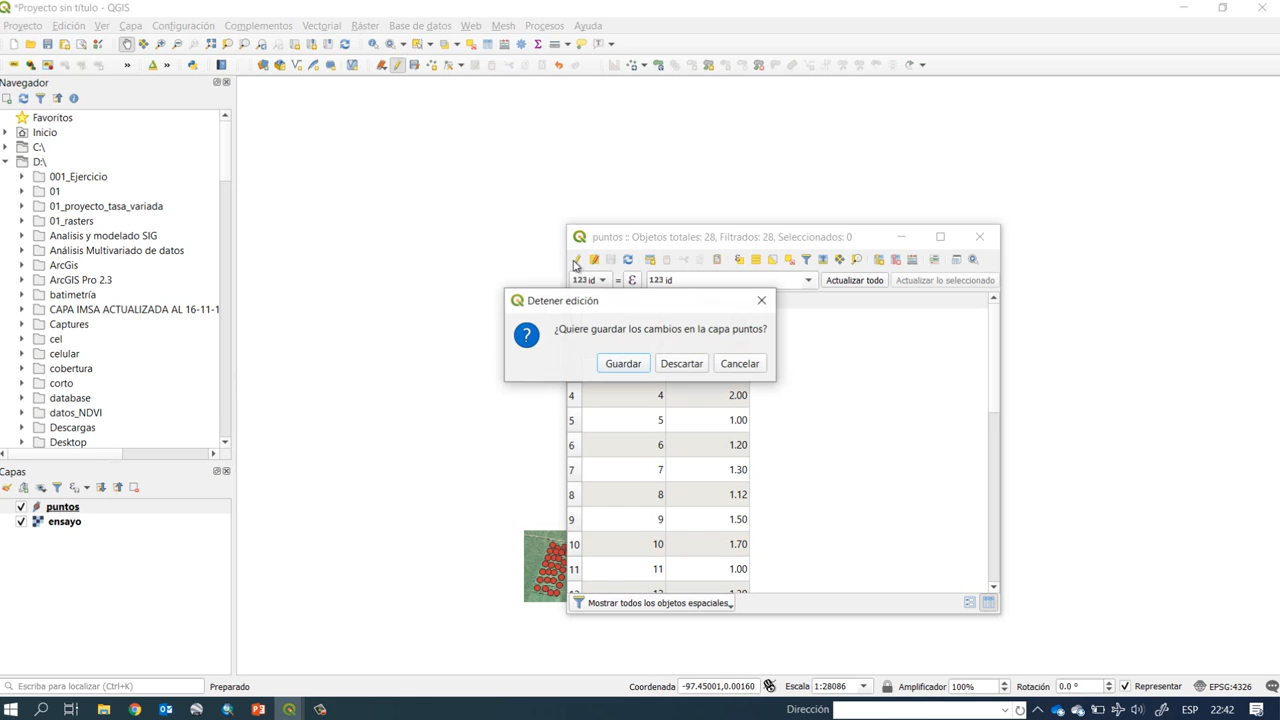 *Proyecto sin título - QGIS
Proyecto Edición Ver Capa Configuración Complementos Vectorial Ráster Base de datos Web Mesh Procesos Ayuda
Navegador
Favoritos
Inicio
C:\
D:\
001_Ejercicio
01
01_proyecto_tasa_variada
01_rasters
Analisis y modelado SIG
Análisis Multivariado de datos
ArcGis
ArcGIS Pro 2.3
batimetría
CAPA IMSA ACTUALIZADA AL 16-11-1
Captures
cel
celular
cobertura
corto
database
datos_NDVI
Descargas
Desktop
Capas
puntos
ensayo
puntos :: Objetos totales: 28, Filtrados: 28, Seleccionados: 0
123 id = ε 123 id Actualizar todo Actualizar lo seleccionado
Detener edición
¿Quiere guardar los cambios en la capa puntos?
Guardar Descartar Cancelar
4 4 2.00
5 5 1.00
6 6 1.20
7 7 1.30
8 8 1.12
9 9 1.50
10 10 1.70
11 11 1.00
Mostrar todos los objetos espaciales
Escriba para localizar (Ctrl+K) Preparado Coordenada -97.45001,0.00160 Escala 1:28086 Amplificador 100% Rotación 0.0 ° Representar EPSG:4326
Dirección ESP 22:42